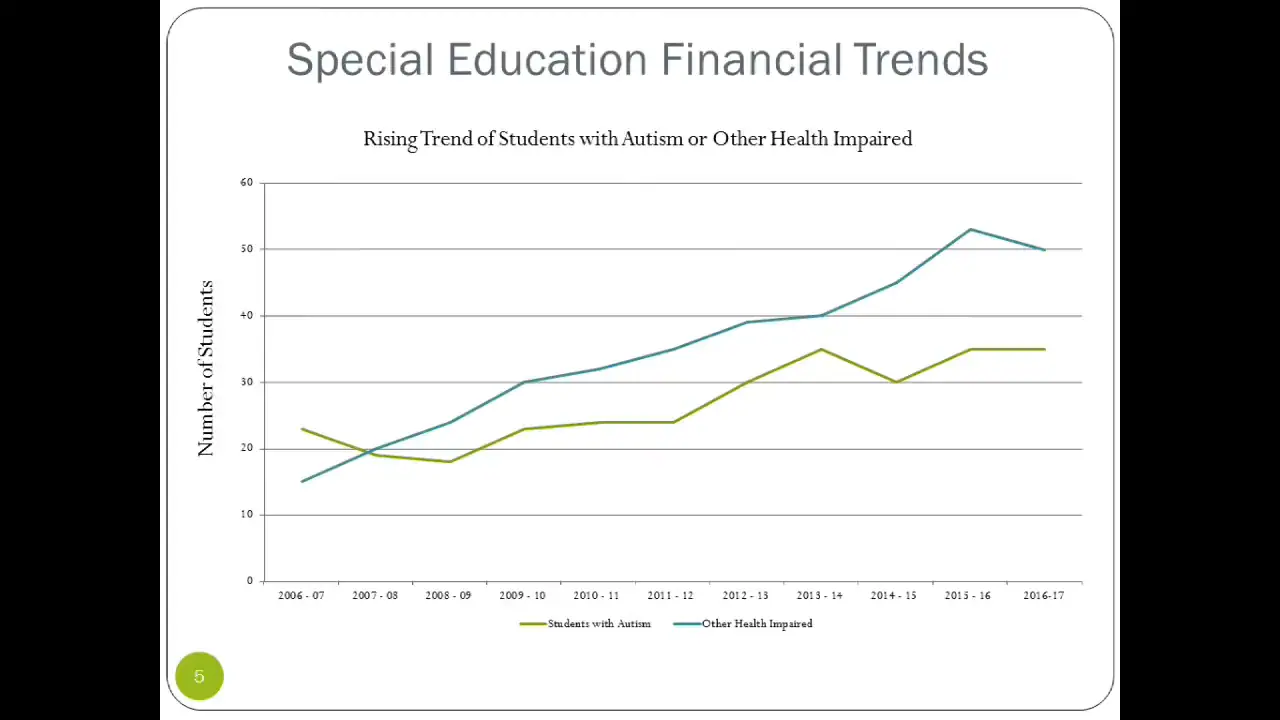 Special Education Financial Trends
Rising Trend of Students with Autism or Other Health Impaired
Number of Students
60
50
40
30
20
10
0
2006 - 07 2007 - 08 2008 - 09 2009 - 10 2010 - 11 2011 - 12 2012 - 13 2013 - 14 2014 - 15 2015 - 16 2016-17
Students with Autism Other Health Impaired
5